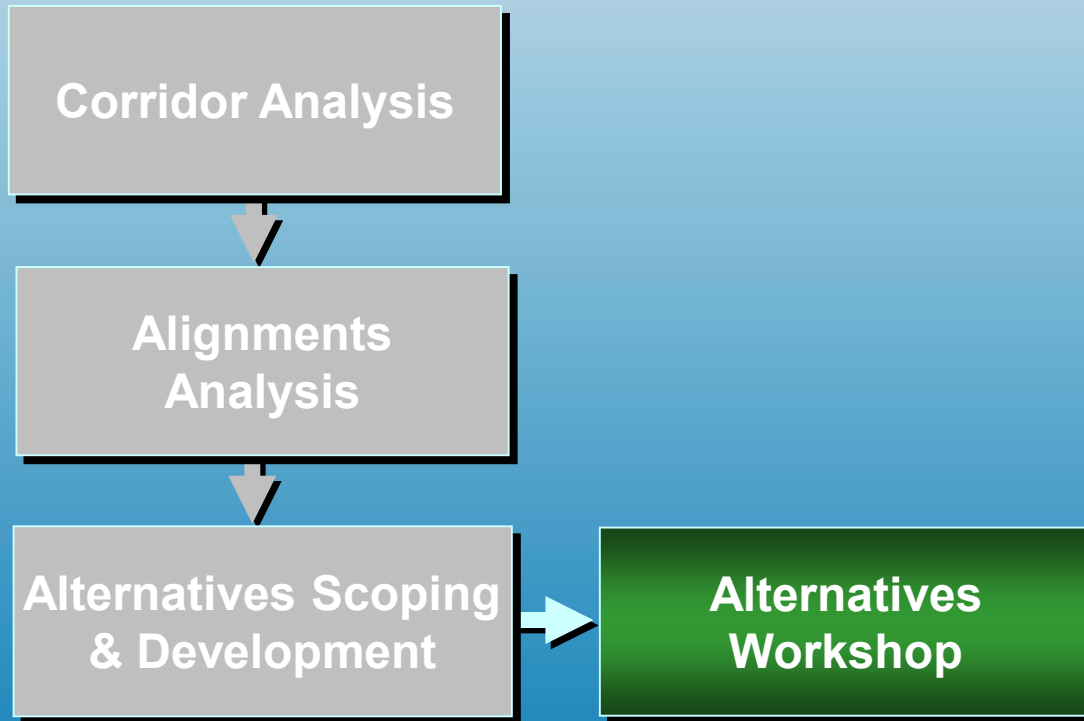 Corridor Analysis
Alignments
Analysis
Alternatives Scoping
& Development
Alternatives
Workshop